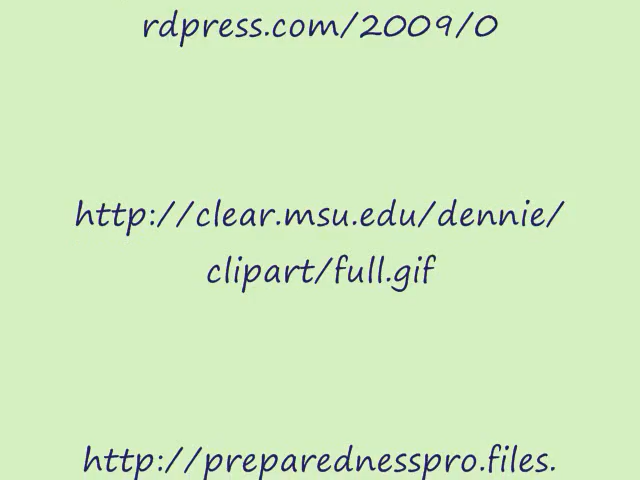 rdpress.com/2009/0
http://clear.msu.edu/dennie/
clipart/full.gif
http://preparednesspro.files.